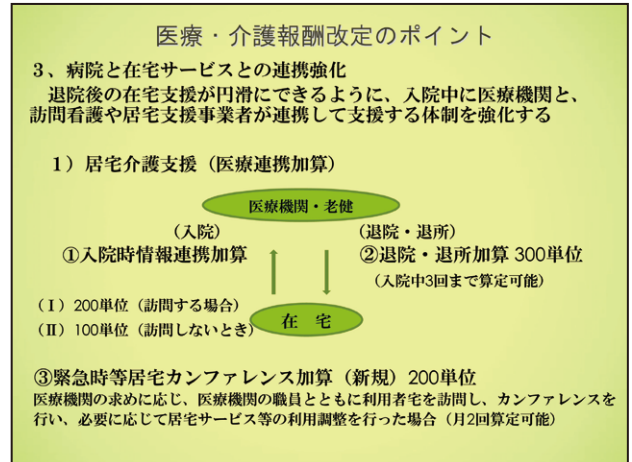 医療・介護報酬改定のポイント
3、病院と在宅サービスとの連携強化
退院後の在宅支援が円滑にできるように、入院中に医療機関と、
訪問看護や居宅支援事業者が連携して支援する体制を強化する
1）居宅介護支援（医療連携加算）
医療機関・老健
（入院）
（退院・退所）
①入院時情報連携加算
②退院・退所加算 300単位
（入院中3回まで算定可能）
（Ⅰ）200単位（訪問する場合）
（Ⅱ）100単位（訪問しないとき）
在　宅
③緊急時等居宅カンファレンス加算（新規）200単位
医療機関の求めに応じ、医療機関の職員とともに利用者宅を訪問し、カンファレンスを
行い、必要に応じて居宅サービス等の利用調整を行った場合（月2回算定可能）